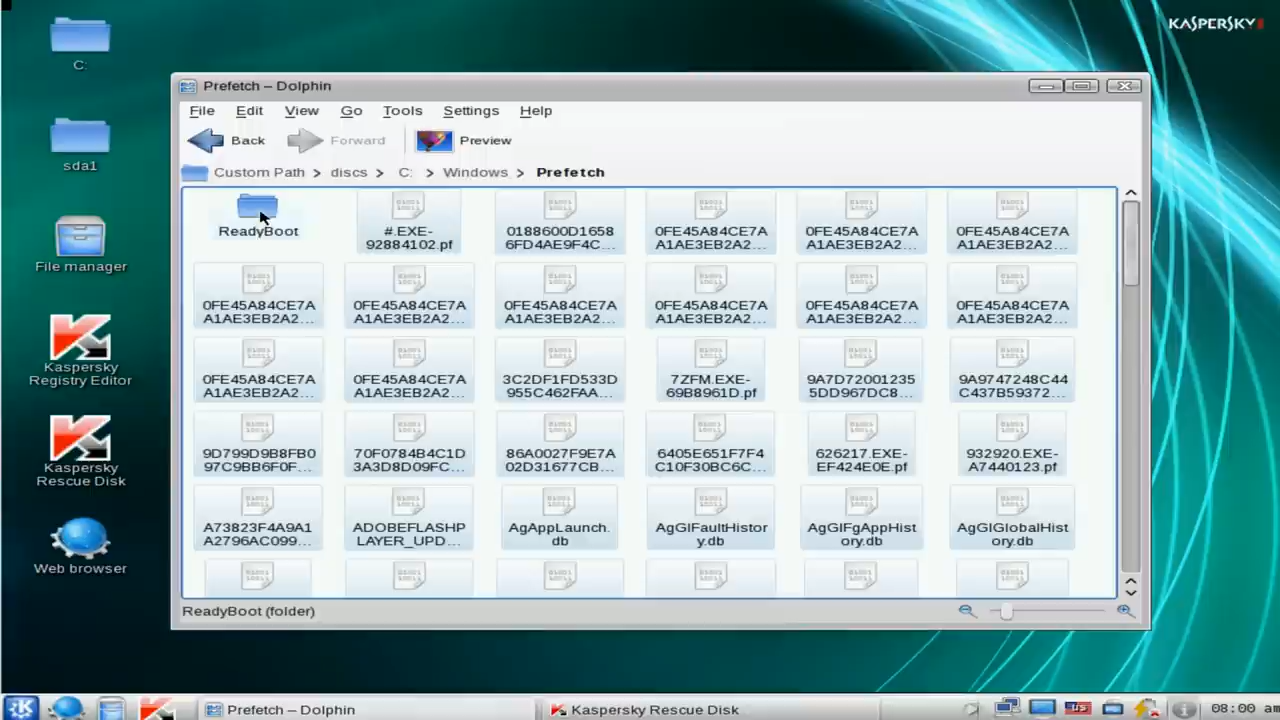 KASPERSKY
C:
sda1
File manager
Kaspersky
Registry Editor
Kaspersky
Rescue Disk
Web browser
Prefetch – Dolphin
File Edit View Go Tools Settings Help
Back Forward Preview
Custom Path > discs > C: > Windows > Prefetch
ReadyBoot
#.EXE-
92884102.pf
0188600D1658
6FD4AE9F4C...
0FE45A84CE7A
A1AE3EB2A2...
0FE45A84CE7A
A1AE3EB2A2...
0FE45A84CE7A
A1AE3EB2A2...
0FE45A84CE7A
A1AE3EB2A2...
0FE45A84CE7A
A1AE3EB2A2...
0FE45A84CE7A
A1AE3EB2A2...
0FE45A84CE7A
A1AE3EB2A2...
0FE45A84CE7A
A1AE3EB2A2...
0FE45A84CE7A
A1AE3EB2A2...
0FE45A84CE7A
A1AE3EB2A2...
0FE45A84CE7A
A1AE3EB2A2...
3C2DF1FD533D
955C462FAA...
7ZFM.EXE-
69B8961D.pf
9A7D72001235
5DD967DC8...
9A9747248C44
C437B59372...
9D799D9B8FB0
97C9BB6F0F...
70F0784B4C1D
3A3D8D09FC...
86A0027F9E7A
02D31677CB...
6405E651F7F4
C10F30BC6C...
626217.EXE-
EF424E0E.pf
932920.EXE-
A7440123.pf
A73823F4A9A1
A2796AC099...
ADOBEFLASHP
LAYER_UPD...
AgAppLaunch.
db
AgGlFaultHistor
y.db
AgGlFgAppHist
ory.db
AgGlGlobalHist
ory.db
ReadyBoot (folder)
Prefetch – Dolphin
Kaspersky Rescue Disk
US
08:00 am